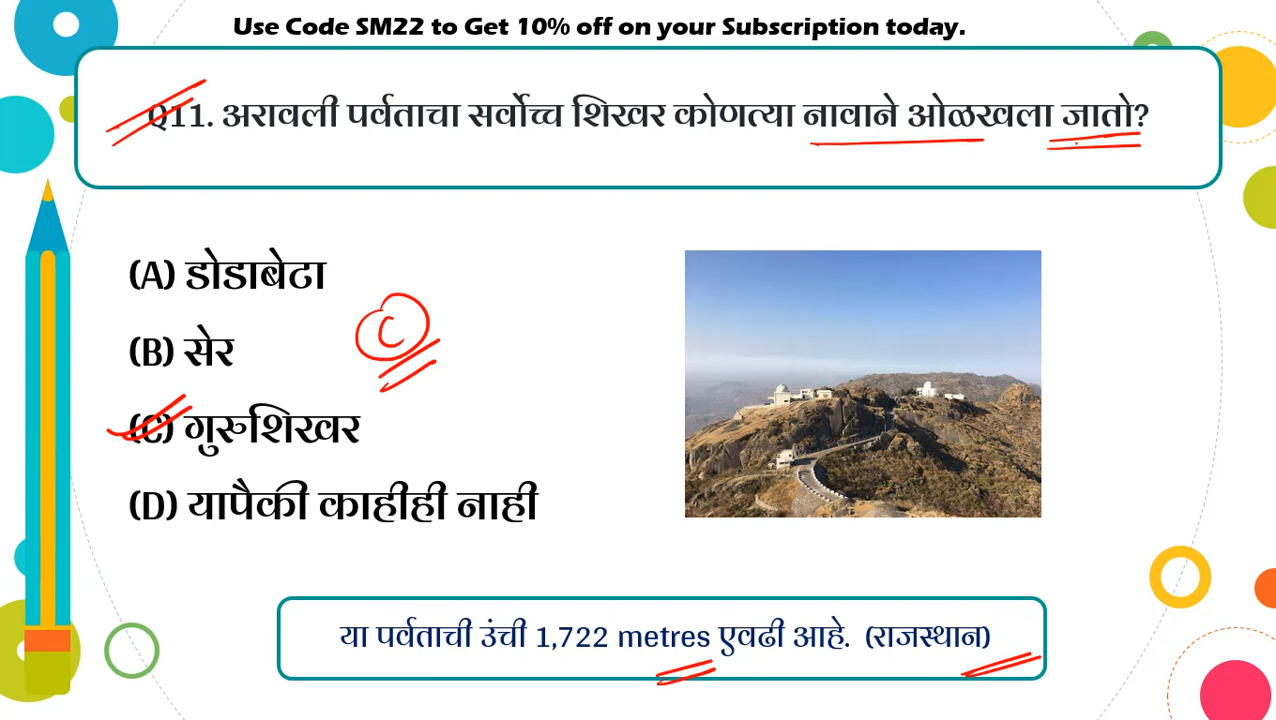 Use Code SM22 to Get 10% off on your Subscription today.
Q11. अरावली पर्वताचा सर्वोच्च शिखर कोणत्या नावाने ओळखला जातो?
(A) डोडाबेटा
(B) सेर
C
(C) गुरुशिखर
(D) यापैकी काहीही नाही
या पर्वताची उंची 1,722 metres एवढी आहे. (राजस्थान)